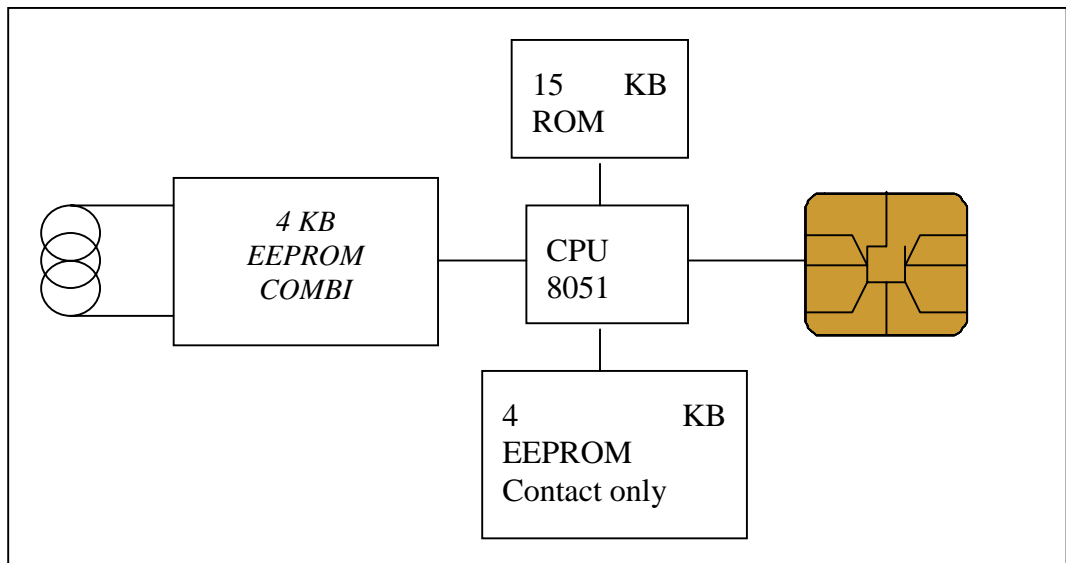 15 KB
ROM
4 KB
EEPROM
COMBI
CPU
8051
4 KB
EEPROM
Contact only